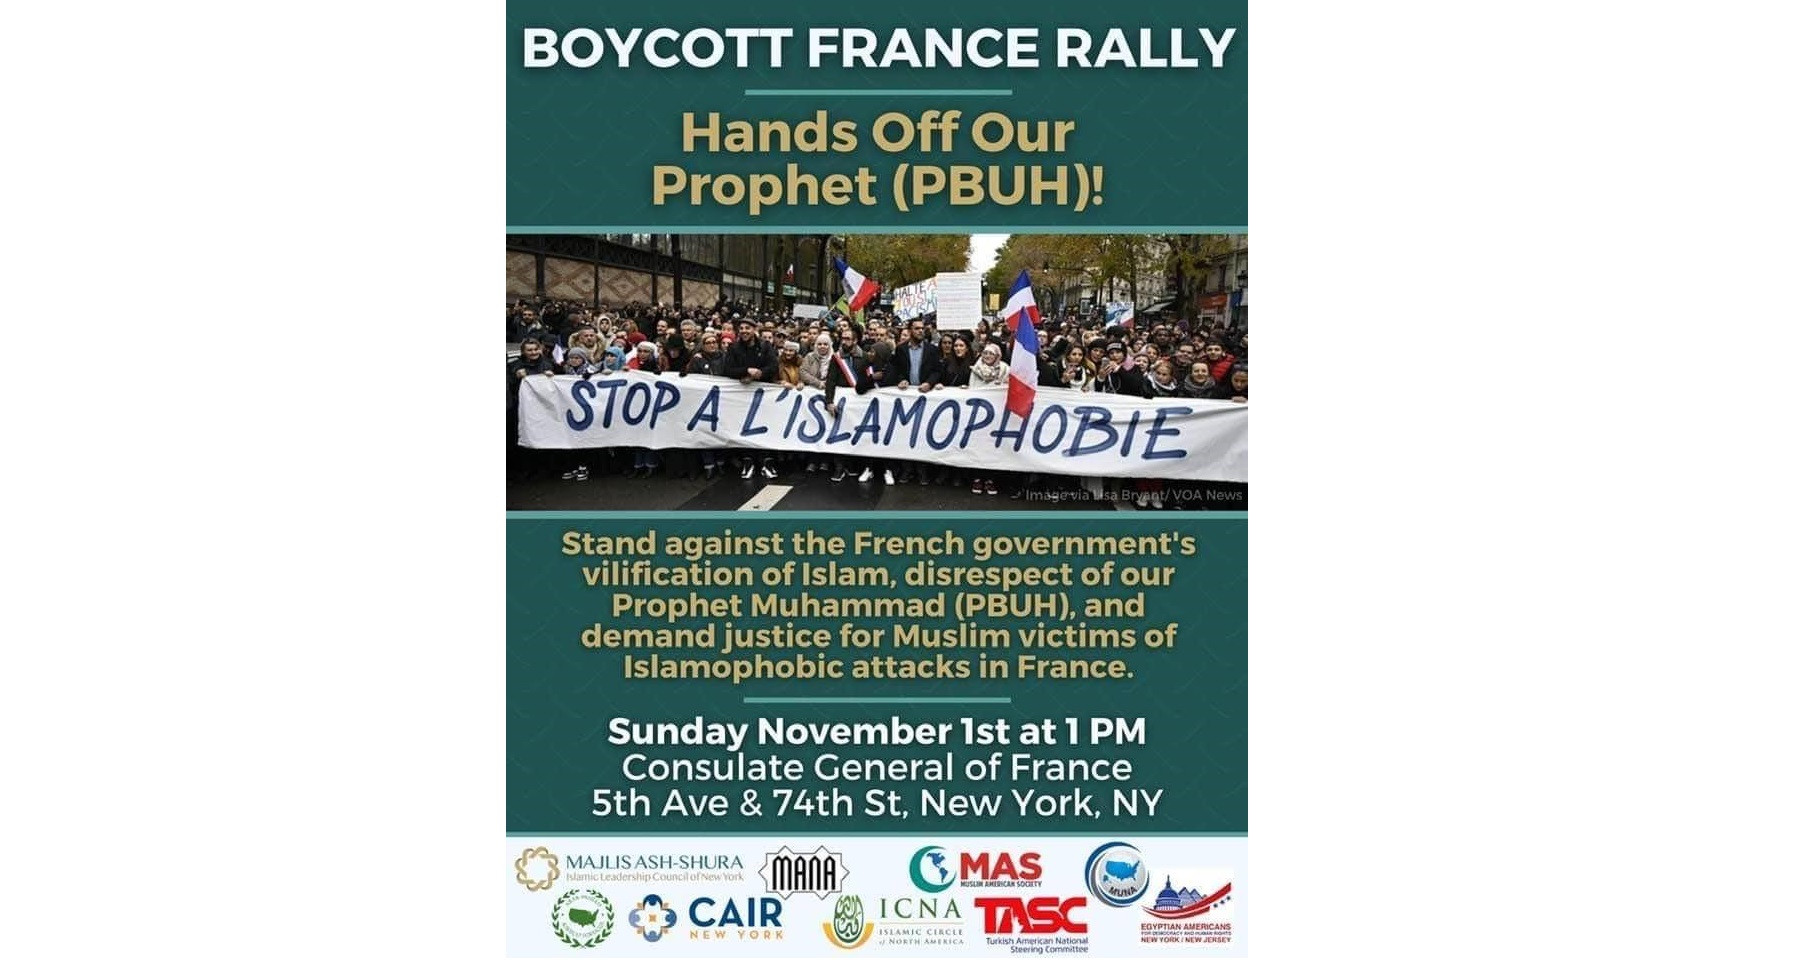 BOYCOTT FRANCE RALLY
Hands Off Our
Prophet (PBUH)!
HALTE A
RACISM
STOP A L'ISLAMOPHOBIE
Image via Lisa Bryant/ VOA News
Stand against the French government's
vilification of Islam, disrespect of our
Prophet Muhammad (PBUH), and
demand justice for Muslim victims of
Islamophobic attacks in France.
Sunday November 1st at 1 PM
Consulate General of France
5th Ave & 74th St, New York, NY
MAJLIS ASH-SHURA
Islamic Leadership Council of New York
MANA
MAS
MUSLIM AMERICAN SOCIETY
MUNA
CAIR
NEW YORK
ICNA
ISLAMIC CIRCLE
of NORTH AMERICA
TASC
Turkish American National
Steering Committee
EGYPTIAN AMERICANS
FOR DEMOCRACY AND HUMAN RIGHTS
NEW YORK / NEW JERSEY